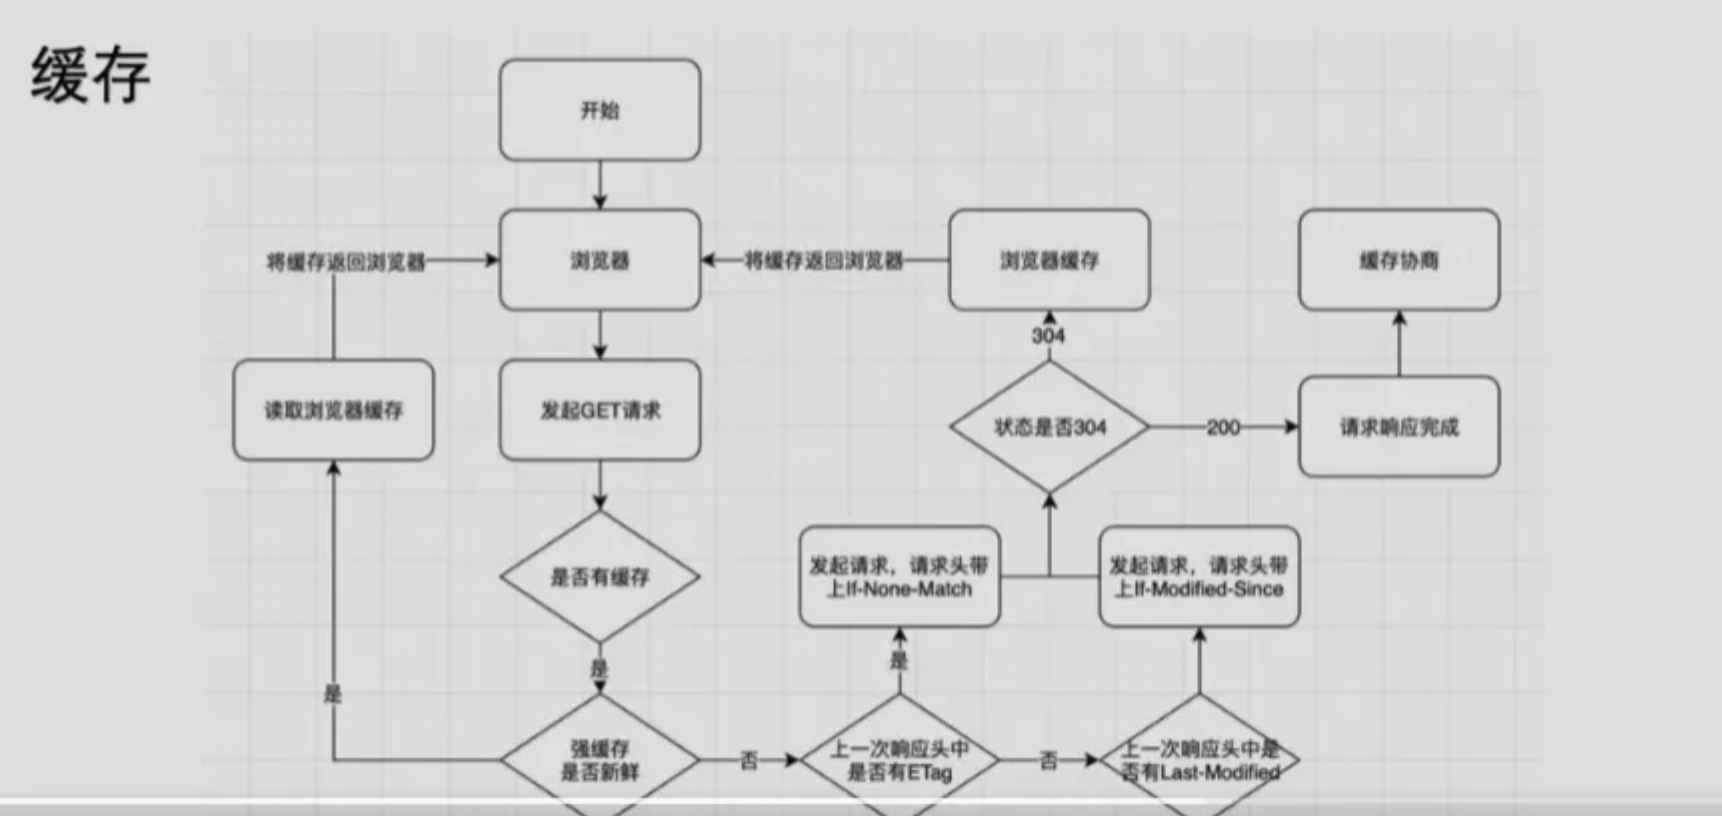 缓存
开始
将缓存返回浏览器
浏览器
将缓存返回浏览器
浏览器缓存
缓存协商
304
读取浏览器缓存
发起GET请求
状态是否304
200
请求响应完成
是否有缓存
发起请求，请求头带
上If-None-Match
发起请求，请求头带
上If-Modified-Since
是
是
是
强缓存
是否新鲜
否
上一次响应头中
是否有ETag
否
上一次响应头中是
否有Last-Modified